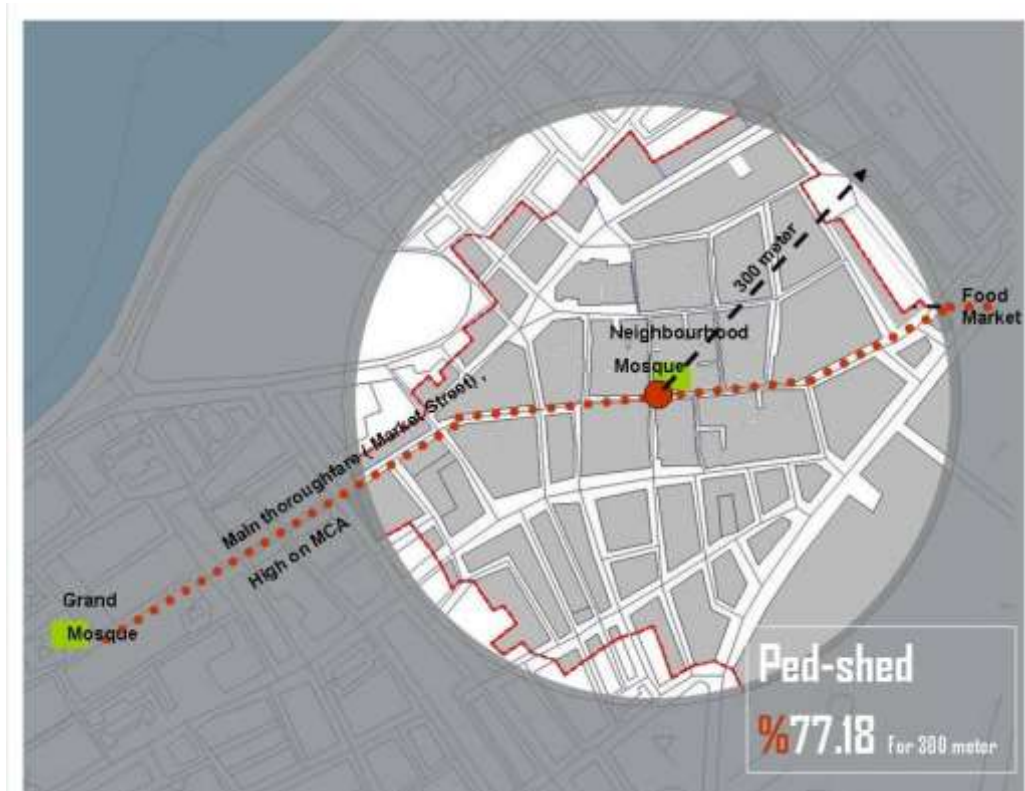 300 meter
Food
Market
Neighbourhood
Mosque
Main thoroughfare ( Market Street) ,
High on MCA
Grand
Mosque
Ped-shed
%77.18 For 300 meter